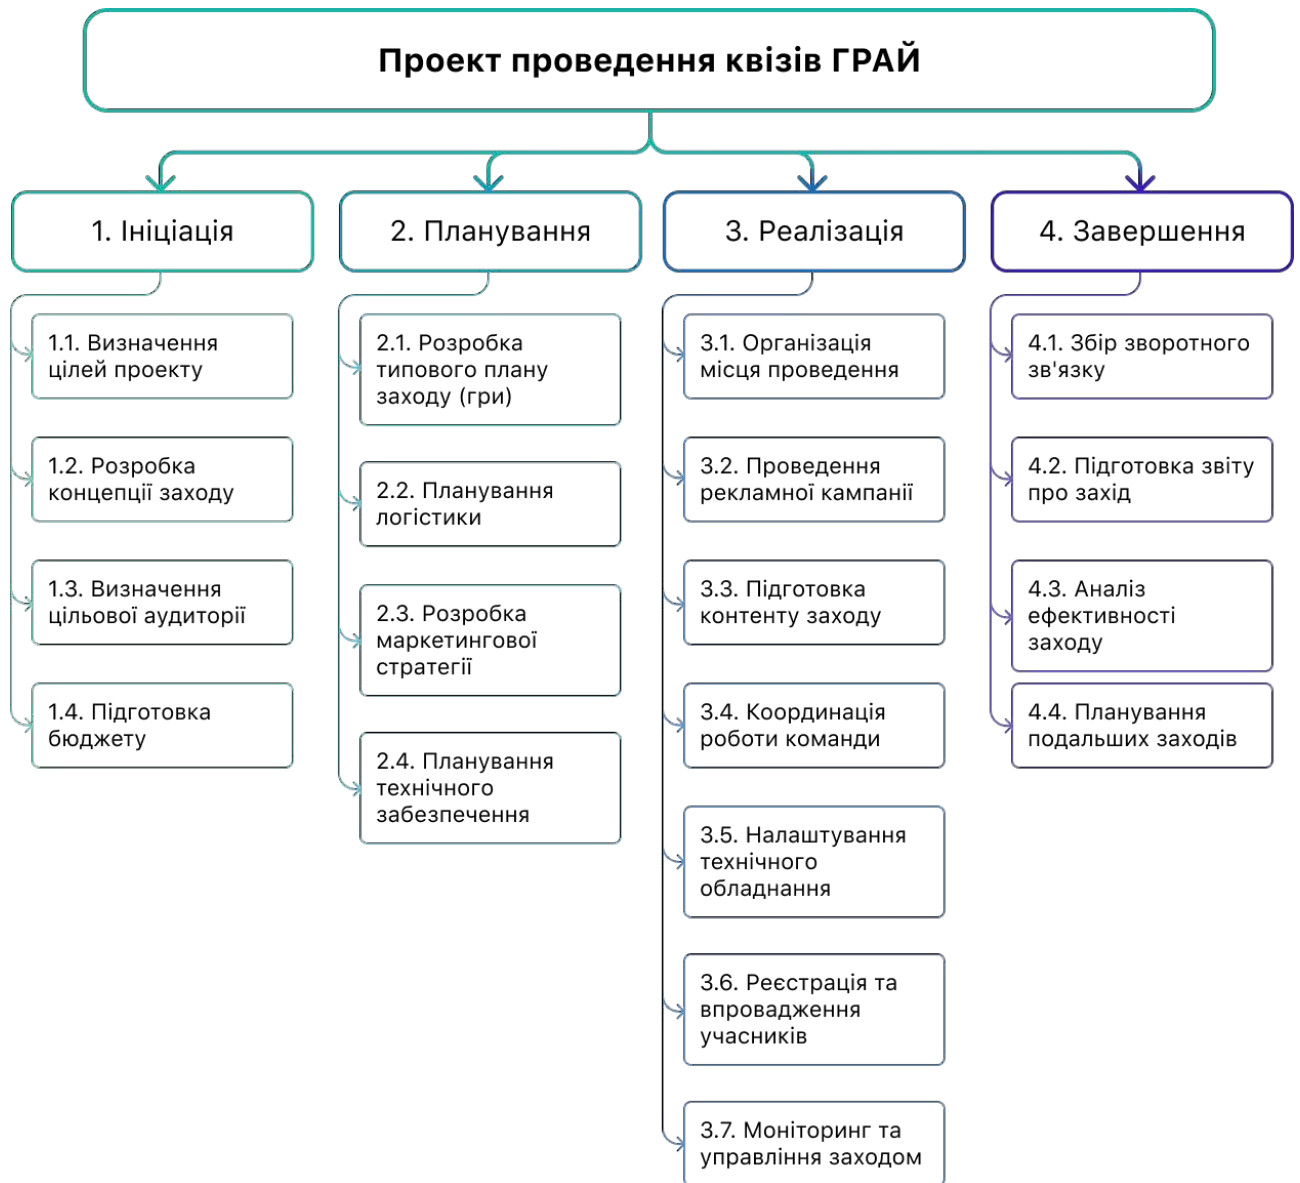 Проект проведення квізів ГРАЙ
1. Ініціація
1.1. Визначення
цілей проекту
1.2. Розробка
концепції заходу
1.3. Визначення
цільової аудиторії
1.4. Підготовка
бюджету
2. Планування
2.1. Розробка
типового плану
заходу (гри)
2.2. Планування
логістики
2.3. Розробка
маркетингової
стратегії
2.4. Планування
технічного
забезпечення
3. Реалізація
3.1. Організація
місця проведення
3.2. Проведення
рекламної кампанії
3.3. Підготовка
контенту заходу
3.4. Координація
роботи команди
3.5. Налаштування
технічного
обладнання
3.6. Реєстрація та
впровадження
учасників
3.7. Моніторинг та
управління заходом
4. Завершення
4.1. Збір зворотного
зв'язку
4.2. Підготовка звіту
про захід
4.3. Аналіз
ефективності
заходу
4.4. Планування
подальших заходів